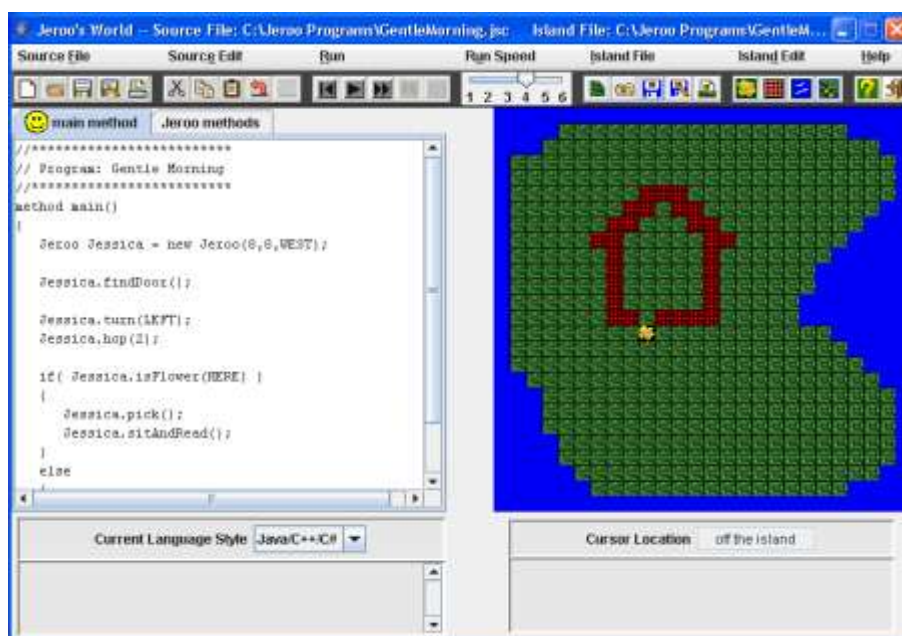 Jeroo's World -- Source File: C:\Jeroo Programs\GentleMorning.jsc Island File: C:\Jeroo Programs\GentleM...
Source File Source Edit Run Run Speed Island File Island Edit Help
1 2 3 4 5 6
main method Jeroo methods
//**************************
// Program: Gentle Morning
//**************************
method main()
{
Jeroo Jessica = new Jeroo(8,8,WEST);
Jessica.findDoor();
Jessica.turn(LEFT);
Jessica.hop(2);
if( Jessica.isFlower(HERE) )
{
Jessica.pick();
Jessica.sitAndRead();
}
else
{
Current Language Style Java/C++/C# Cursor Location off the island